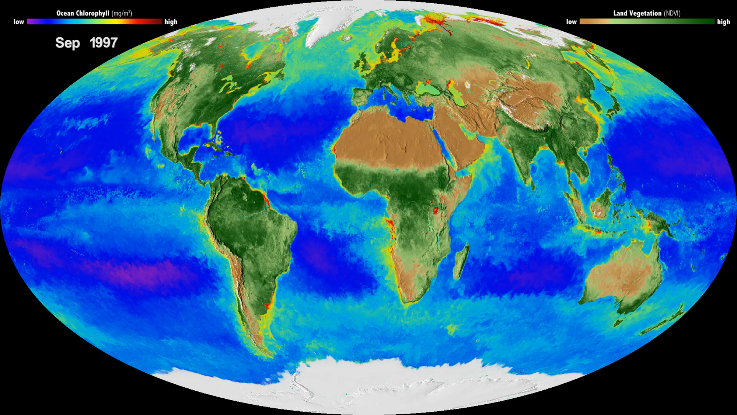 Ocean Chlorophyll (mg/m³)
low high
Sep 1997
Land Vegetation (NDVI)
low high